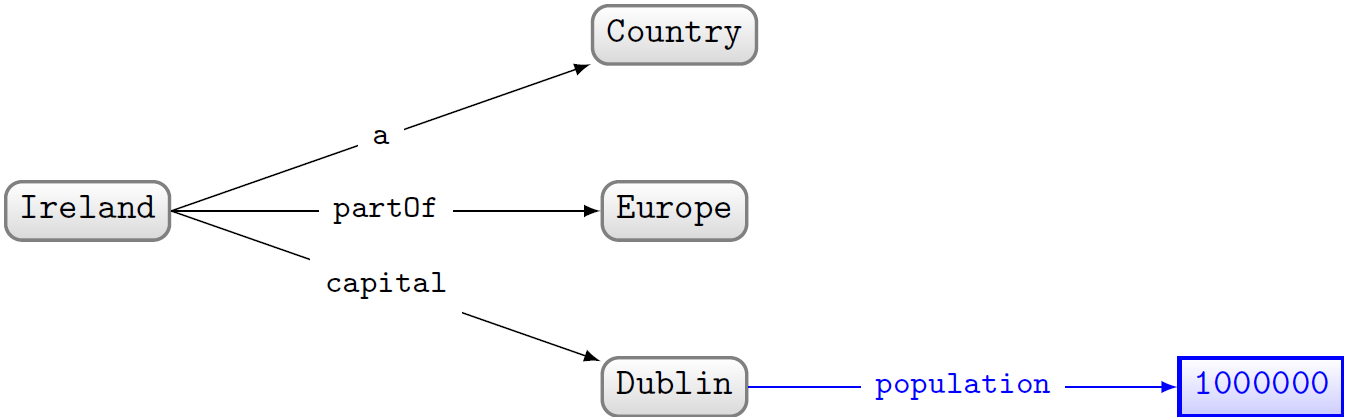 Country
a
Ireland partOf Europe
capital
Dublin population 1000000